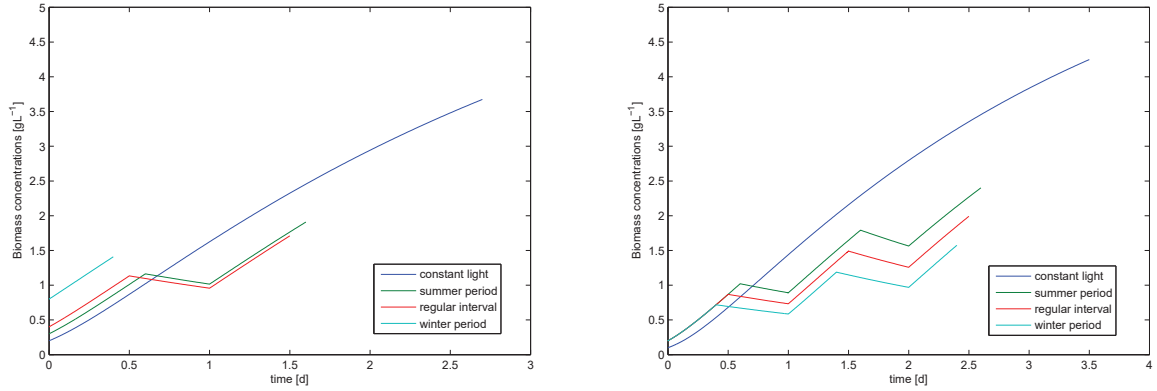 5
4.5
4
3.5
3
2.5
2
1.5
1
0.5
0
Biomass concentrations [gL⁻¹]
constant light
summer period
regular interval
winter period
0 0.5 1 1.5 2 2.5 3
time [d]
5
4.5
4
3.5
3
2.5
2
1.5
1
0.5
0
Biomass concentrations [gL⁻¹]
constant light
summer period
regular interval
winter period
0 0.5 1 1.5 2 2.5 3 3.5 4
time [d]